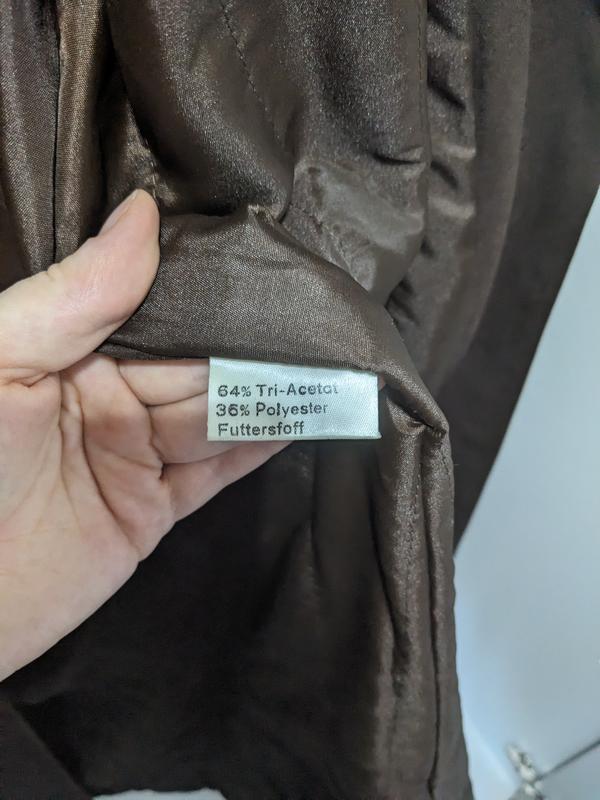 64% Tri-Acetat
36% Polyester
Futtersfoff